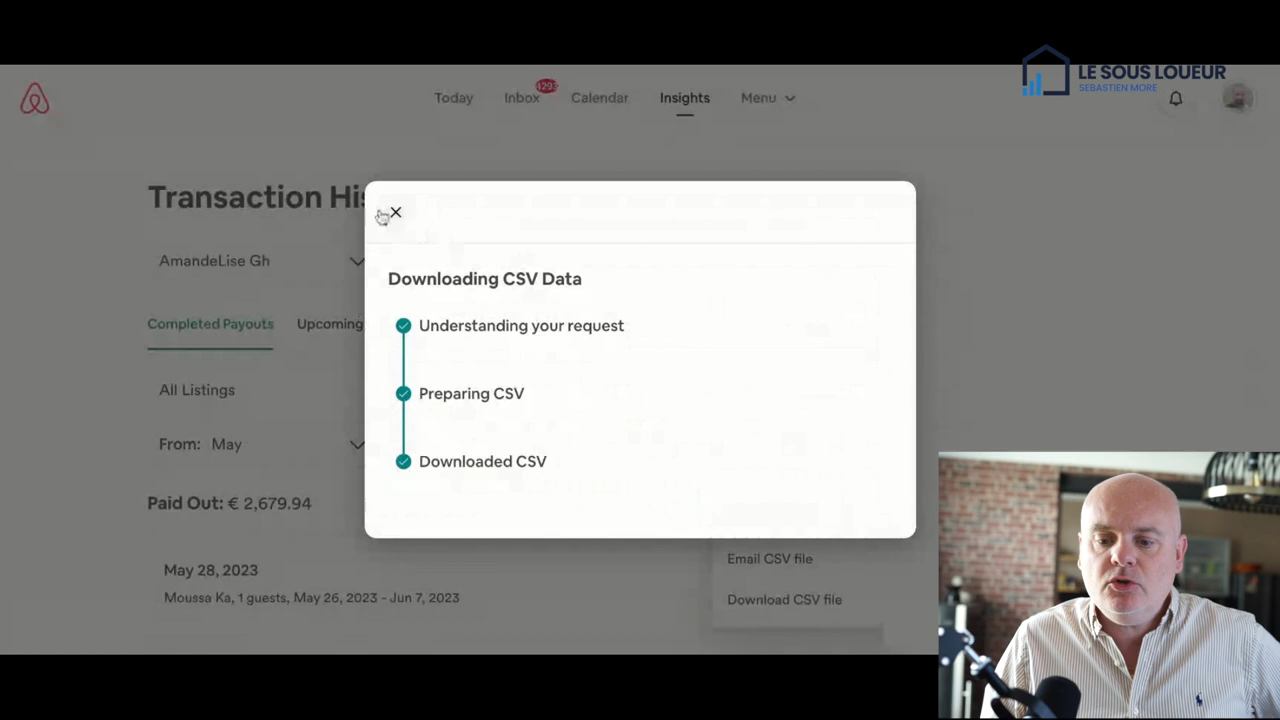 LE SOUS LOUEUR
SEBASTIEN MORE
Today
Inbox
Calendar
Insights
Menu
Transaction His
AmandeLise Gh
Completed Payouts
Upcoming
All Listings
From: May
Paid Out: € 2,679.94
May 28, 2023
Moussa Ka, 1 guests, May 26, 2023 - Jun 7, 2023
Downloading CSV Data
Understanding your request
Preparing CSV
Downloaded CSV
Email CSV file
Download CSV file